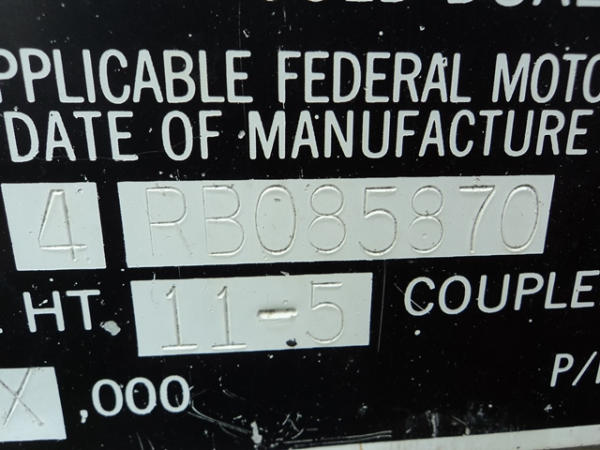 PPLICABLE FEDERAL MOTO
DATE OF MANUFACTURE
4 RB085870
HT. 11-5 COUPLE
X ,000 P/